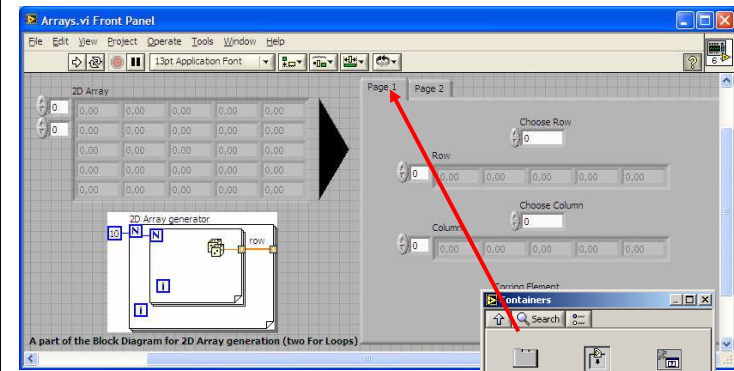 Arrays.vi Front Panel
File Edit View Project Operate Tools Window Help
13pt Application Font
6
2D Array
0 0,00 0,00 0,00 0,00 0,00
0 0,00 0,00 0,00 0,00 0,00
0,00 0,00 0,00 0,00 0,00
0,00 0,00 0,00 0,00 0,00
0,00 0,00 0,00 0,00 0,00
2D Array generator
10 N N
row
i
i
A part of the Block Diagram for 2D Array generation (two For Loops)
Page 1 Page 2
Choose Row
0
Row
0 0,00 0,00 0,00 0,00 0,00
Choose Column
0
Column
0 0,00 0,00 0,00 0,00 0,00
Element
Containers
Search